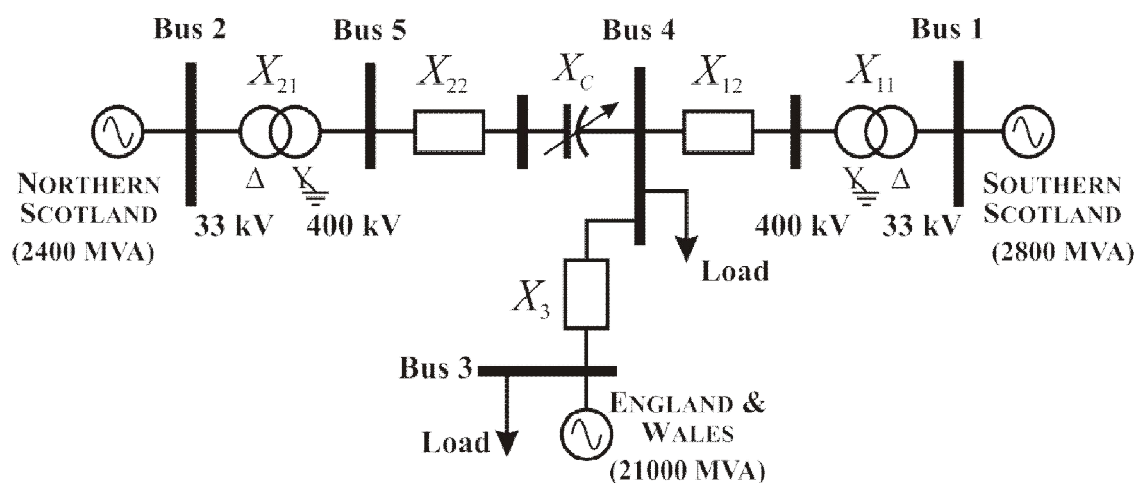 Bus 2
Bus 5
Bus 4
Bus 1
X21
X22
XC
X12
X11
Δ
Y
Y
Δ
NORTHERN
SCOTLAND
(2400 MVA)
33 kV
400 kV
400 kV
33 kV
SOUTHERN
SCOTLAND
(2800 MVA)
Load
X3
Bus 3
Load
ENGLAND &
WALES
(21000 MVA)